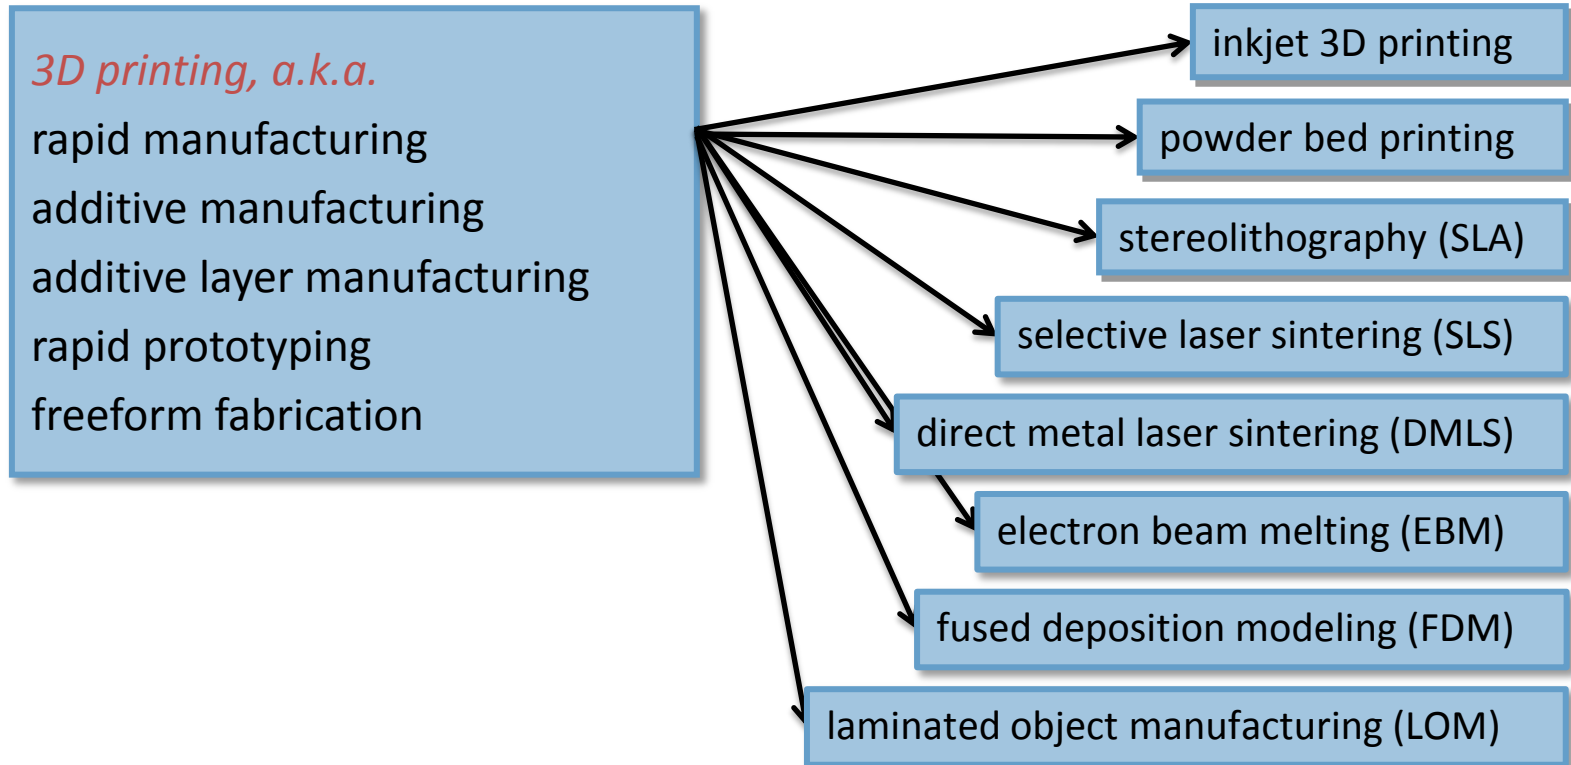 3D printing, a.k.a.
rapid manufacturing
additive manufacturing
additive layer manufacturing
rapid prototyping
freeform fabrication
inkjet 3D printing
powder bed printing
stereolithography (SLA)
selective laser sintering (SLS)
direct metal laser sintering (DMLS)
electron beam melting (EBM)
fused deposition modeling (FDM)
laminated object manufacturing (LOM)